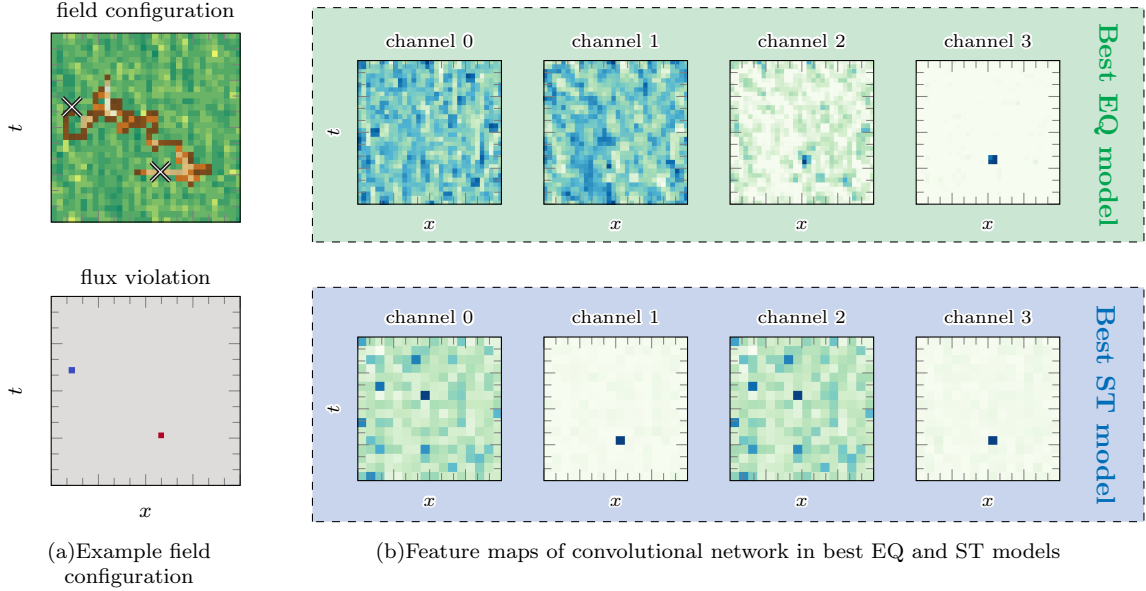 field configuration
t
flux violation
t
x
(a)Example field
configuration
channel 0
channel 1
channel 2
channel 3
t
x
x
x
x
Best EQ model
channel 0
channel 1
channel 2
channel 3
t
x
x
x
x
Best ST model
(b)Feature maps of convolutional network in best EQ and ST models